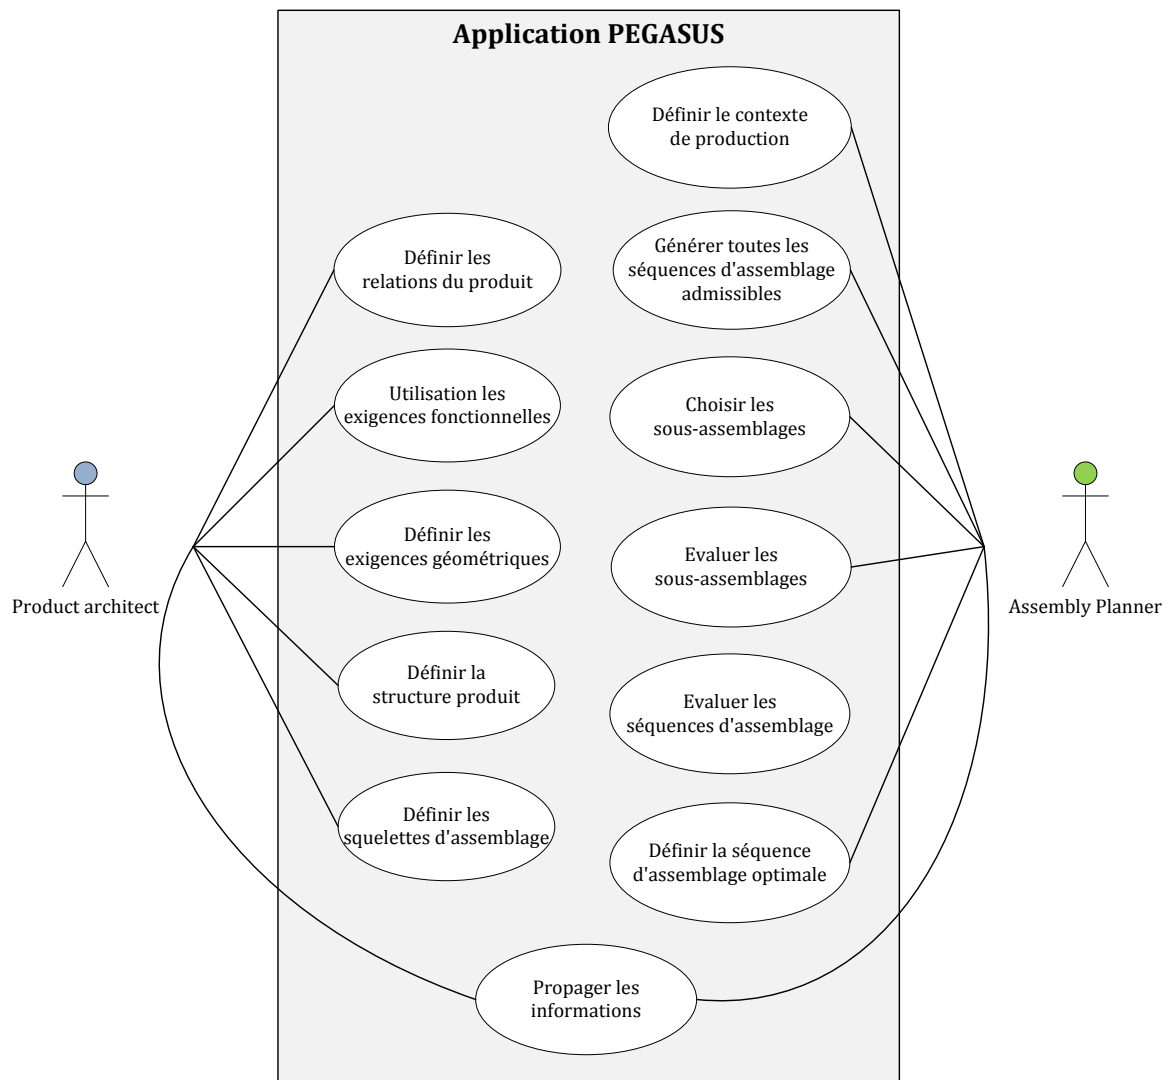 Application PEGASUS
Définir le contexte
de production
Définir les
relations du produit
Générer toutes les
séquences d'assemblage
admissibles
Utilisation les
exigences fonctionnelles
Choisir les
sous-assemblages
Définir les
exigences géométriques
Evaluer les
sous-assemblages
Product architect
Assembly Planner
Définir la
structure produit
Evaluer les
séquences d'assemblage
Définir les
squelettes d'assemblage
Définir la séquence
d'assemblage optimale
Propager les
informations